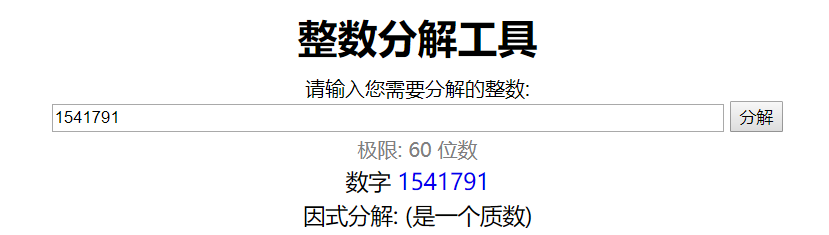 整数分解工具
请输入您需要分解的整数:
1541791 分解
极限: 60 位数
数字 1541791
因式分解: (是一个质数)